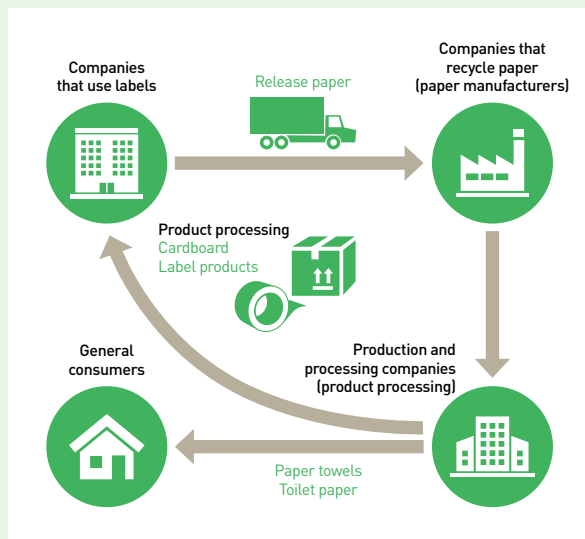 Companies
that use labels
Release paper
Companies that
recycle paper
(paper manufacturers)
Product processing
Cardboard
Label products
General
consumers
Production and
processing companies
(product processing)
Paper towels
Toilet paper